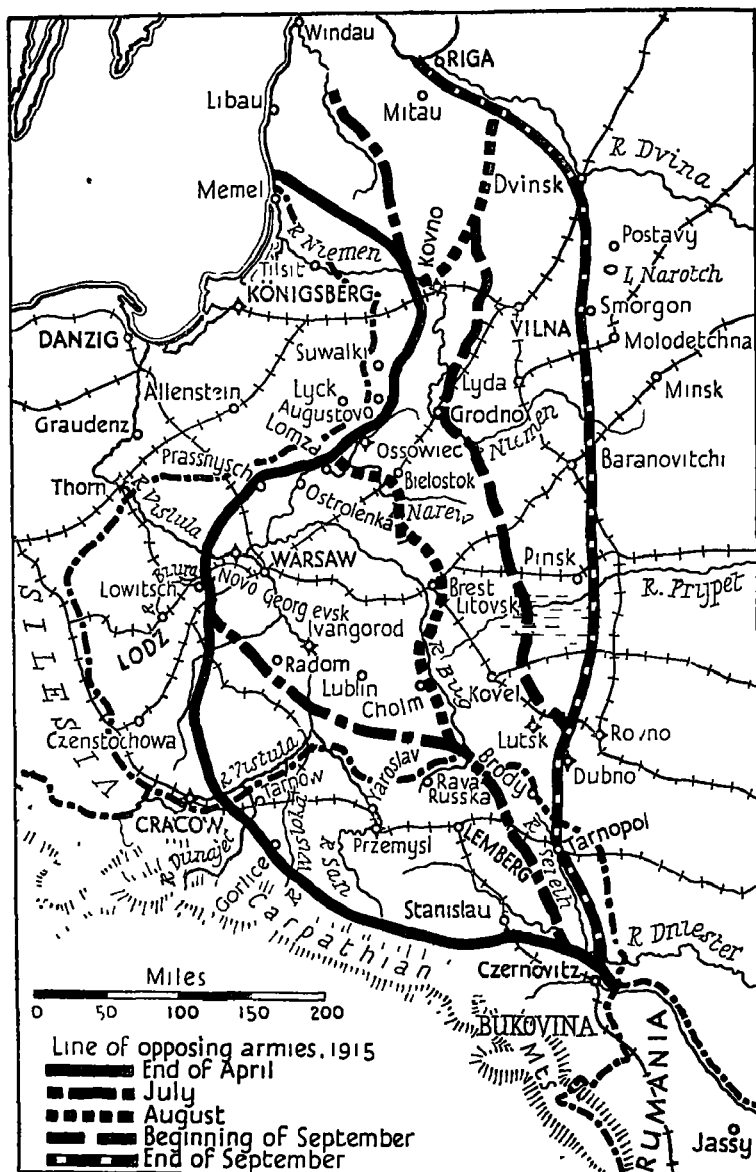 Windau
RIGA
Libau
Mitau
R Dvina
Memel
Dvinsk
R Niemen
Kovno
Postavy
Tilsit
L Narotch
KÖNIGSBERG
Smorgon
DANZIG
VILNA
Molodetchna
Suwalki
Allenstein
Lyck
Lyda
Minsk
Augustovo
Grodno
Graudenz
Niemen
Lomza
Ossowiec
Prassnysch
Baranovitchi
Bielostok
Thorn
Ostrolenka
R Vistula
Narew
WARSAW
Pinsk
R Bzura
Lowitsch
Novo Georgievsk
Brest
Litovsk
R. Pripet
SILESIA
LODZ
Ivangorod
R Bug
Radom
Lublin
Cholm
Kovel
Czenstochowa
Lutsk
Rovno
R Vistula
Yaroslav
Brody
Dubno
Tarnow
Rava
Russka
CRACOW
R Dunajec
Wisloka
R San
Przemysl
LEMBERG
Tarnopol
R Sereth
Gorlice
Carpathian
Stanislau
R Dniester
Miles
0 50 100 150 200
Czernovitz
BUKOVINA
Mts
RUMANIA
Jassy
Line of opposing armies, 1915
End of April
July
August
Beginning of September
End of September